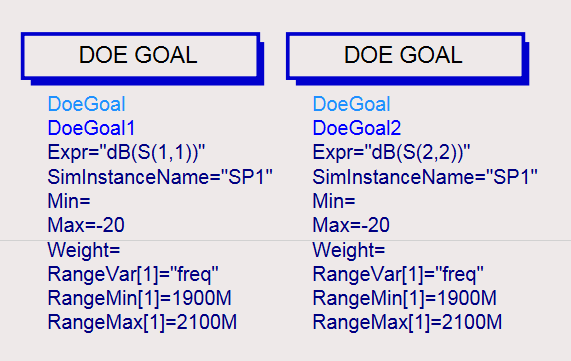 DOE GOAL
DoeGoal
DoeGoal1
Expr="dB(S(1,1))"
SimInstanceName="SP1"
Min=
Max=-20
Weight=
RangeVar[1]="freq"
RangeMin[1]=1900M
RangeMax[1]=2100M
DOE GOAL
DoeGoal
DoeGoal2
Expr="dB(S(2,2))"
SimInstanceName="SP1"
Min=
Max=-20
Weight=
RangeVar[1]="freq"
RangeMin[1]=1900M
RangeMax[1]=2100M